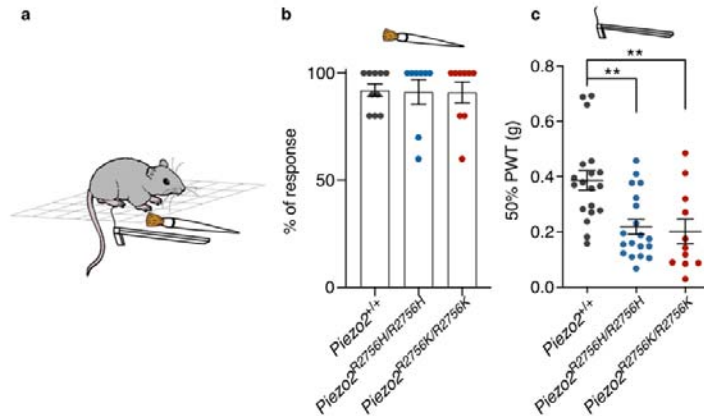 a
b
% of response
100
50
0
Piezo2+/+
Piezo2R2756H/R2756H
Piezo2R2756K/R2756K
c
**
**
50% PWT (g)
0.8
0.6
0.4
0.2
0.0
Piezo2+/+
Piezo2R2756H/R2756H
Piezo2R2756K/R2756K